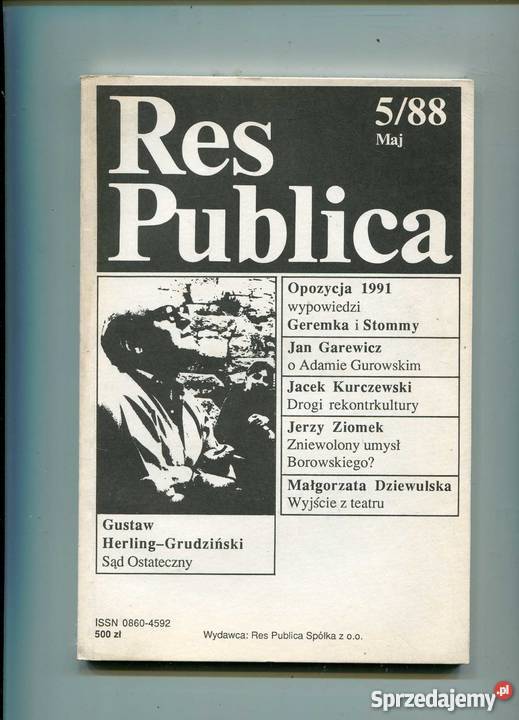 Res
Publica
5/88
Maj
Opozycja 1991
wypowiedzi
Geremka i Stommy
Jan Garewicz
o Adamie Gurowskim
Jacek Kurczewski
Drogi rekontrkultury
Jerzy Ziomek
Zniewolony umysł
Borowskiego?
Małgorzata Dziewulska
Wyjście z teatru
Gustaw
Herling–Grudziński
Sąd Ostateczny
ISSN 0860-4592
500 zł
Wydawca: Res Publica Spółka z o.o.
Sprzedajemy.pl